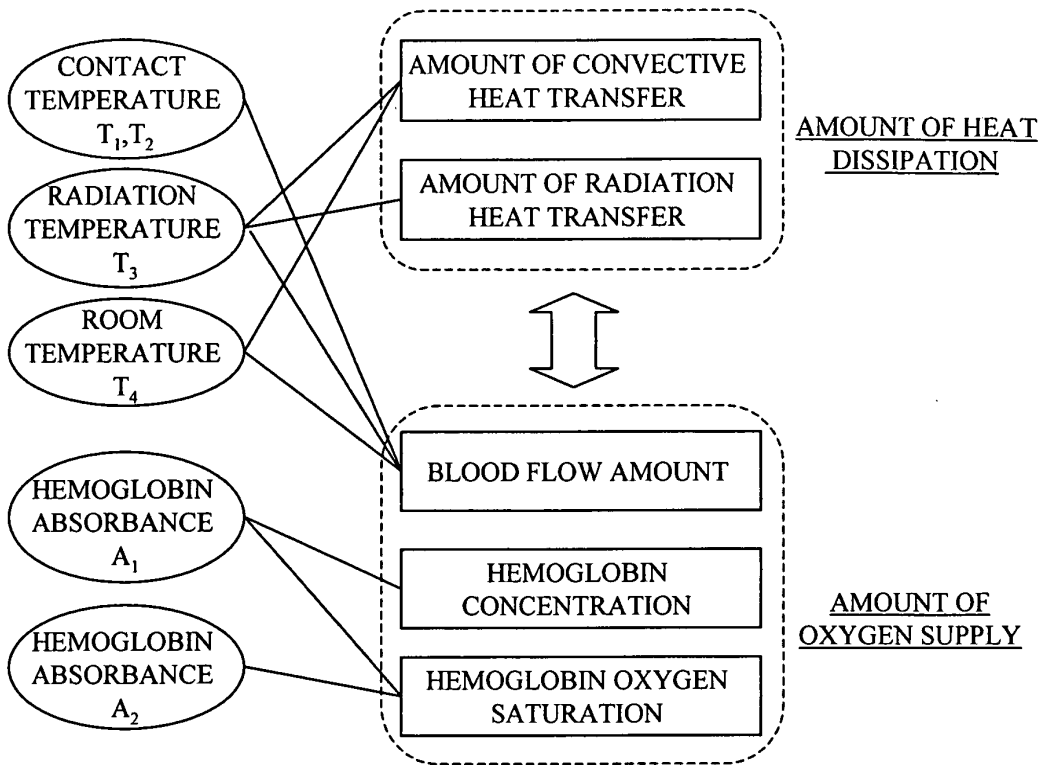 CONTACT
TEMPERATURE
T₁,T₂
RADIATION
TEMPERATURE
T₃
ROOM
TEMPERATURE
T₄
HEMOGLOBIN
ABSORBANCE
A₁
HEMOGLOBIN
ABSORBANCE
A₂
AMOUNT OF CONVECTIVE
HEAT TRANSFER
AMOUNT OF RADIATION
HEAT TRANSFER
AMOUNT OF HEAT
DISSIPATION
BLOOD FLOW AMOUNT
HEMOGLOBIN
CONCENTRATION
HEMOGLOBIN OXYGEN
SATURATION
AMOUNT OF
OXYGEN SUPPLY